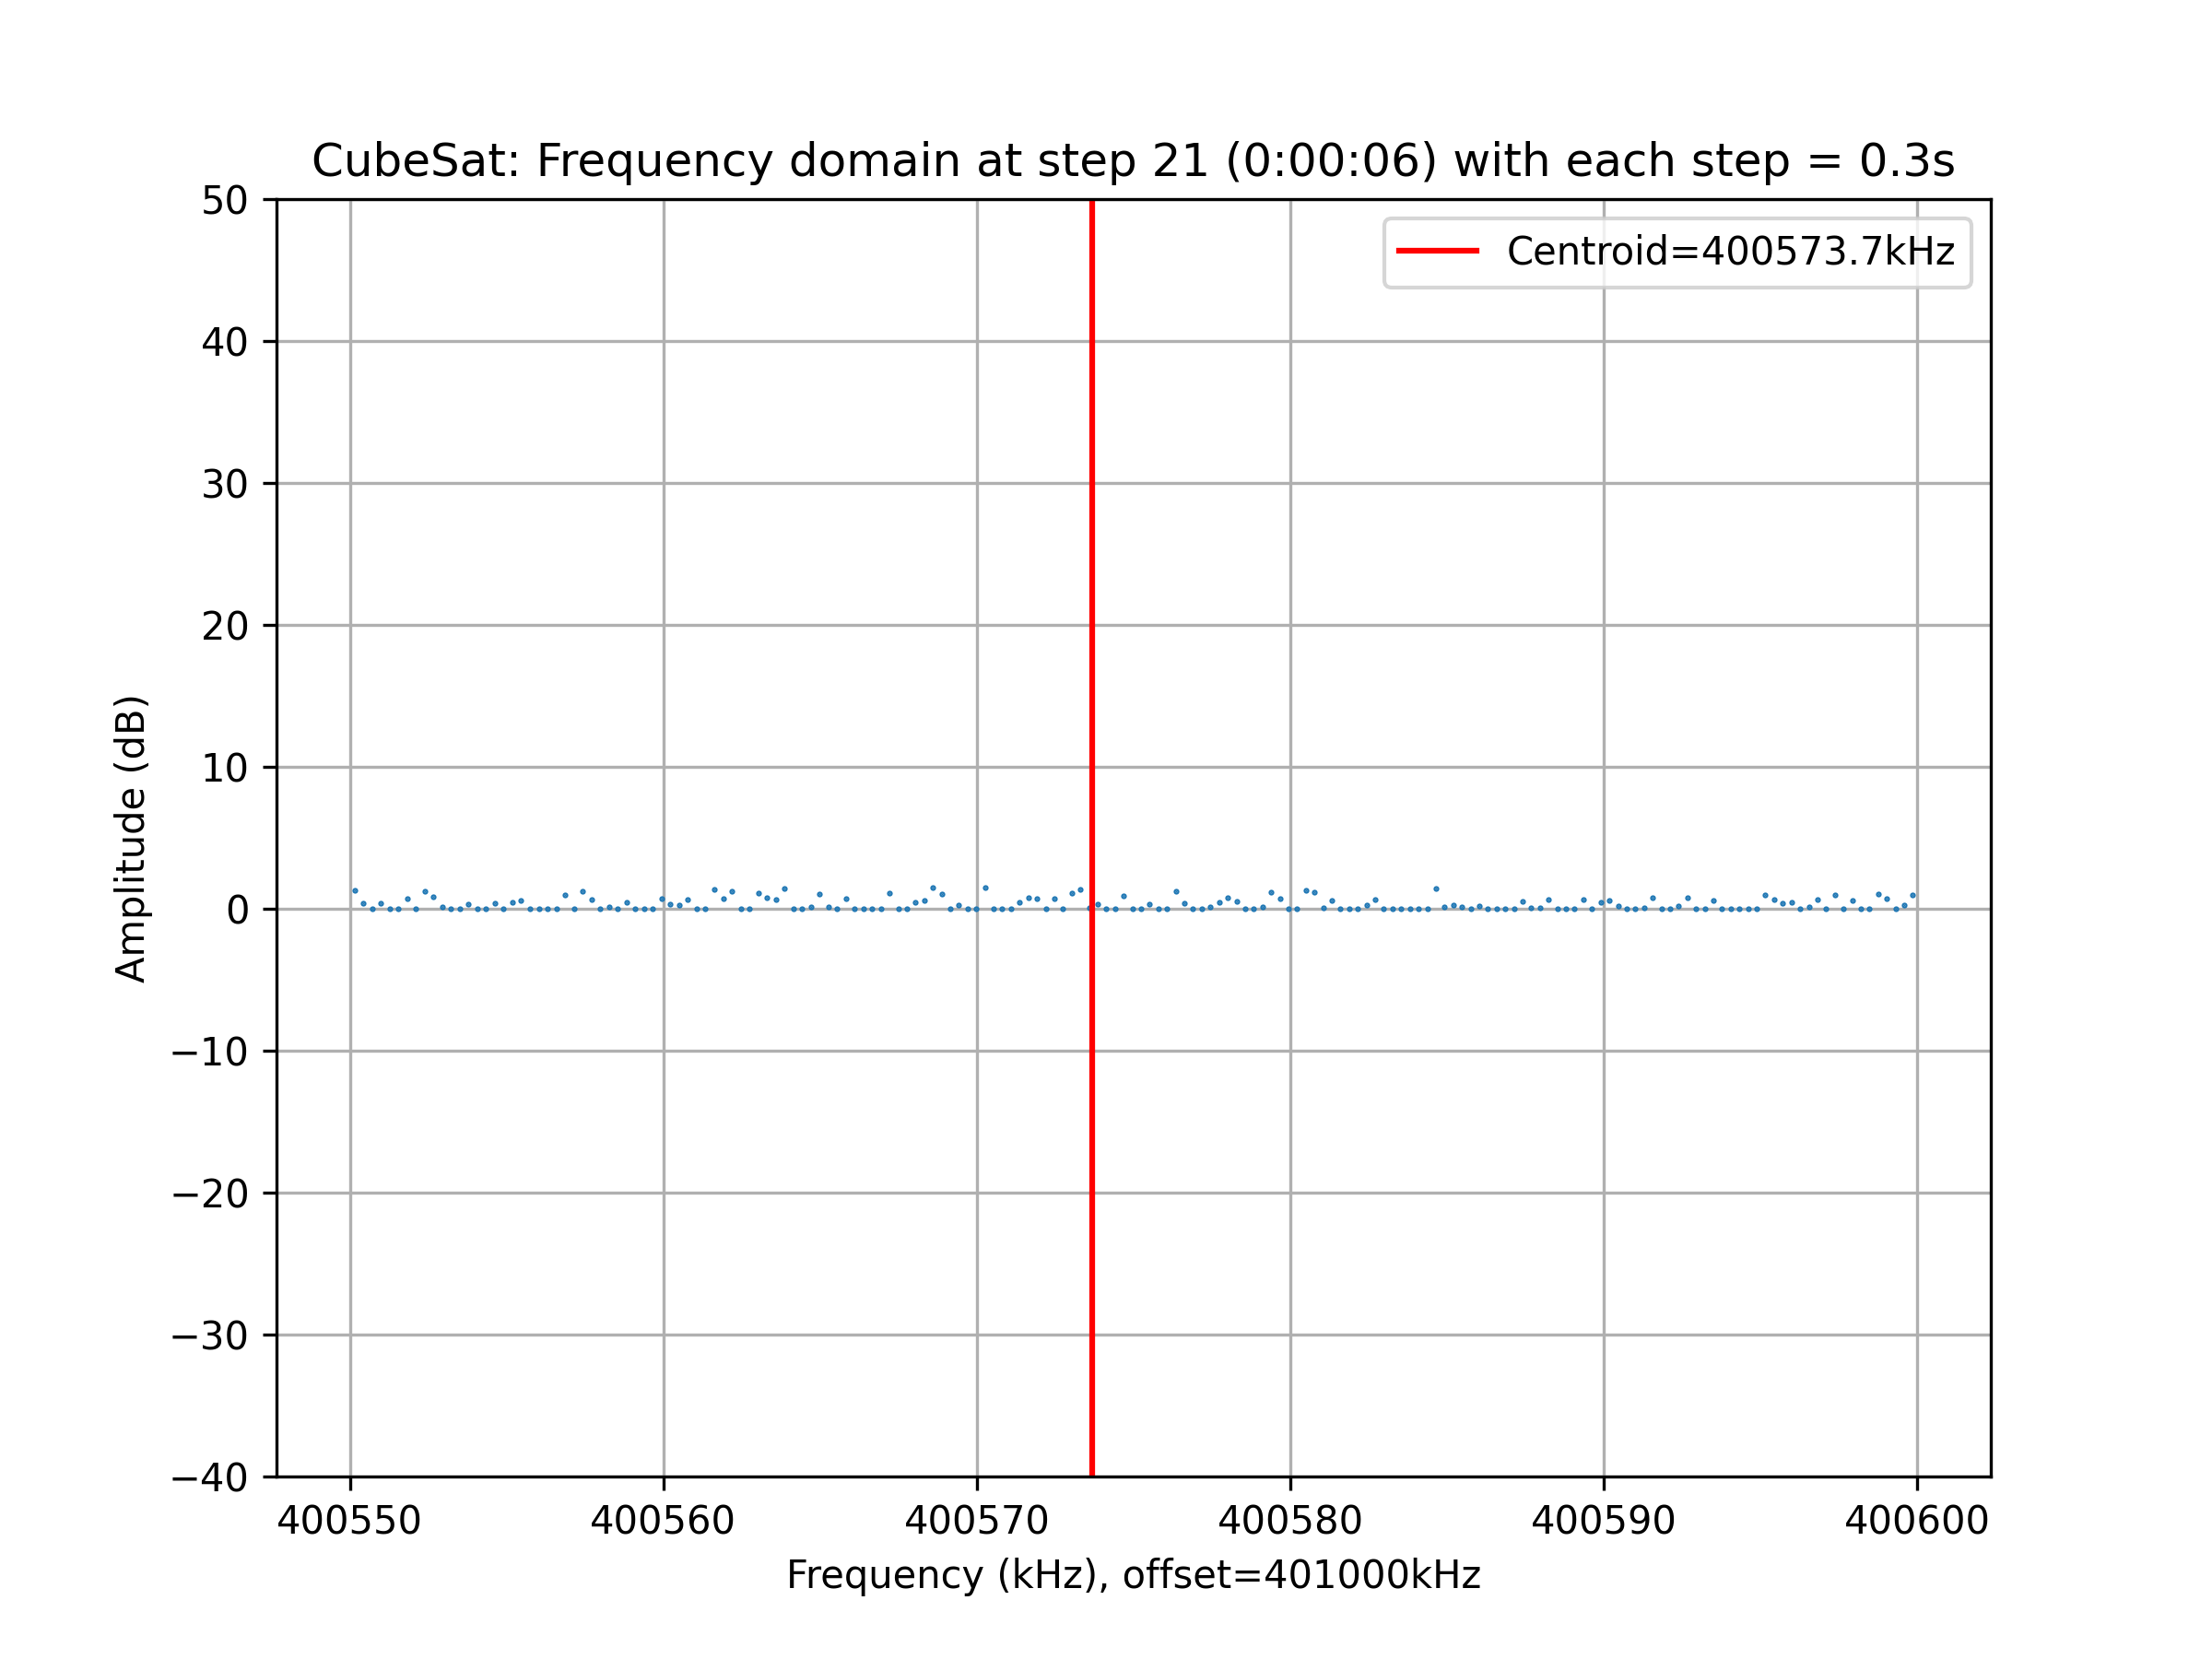 CubeSat: Frequency domain at step 21 (0:00:06) with each step = 0.3s
Centroid=400573.7kHz
50
40
30
20
10
0
−10
−20
−30
−40
Amplitude (dB)
400550 400560 400570 400580 400590 400600
Frequency (kHz), offset=401000kHz